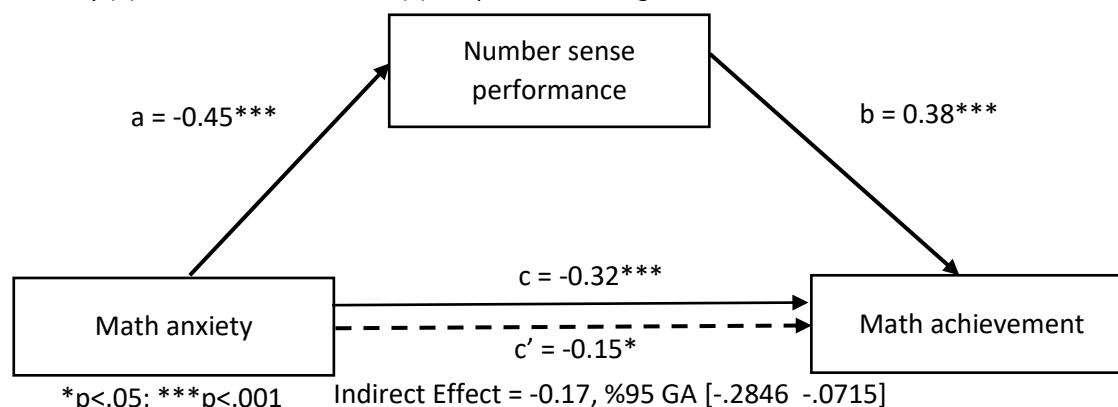 Number sense
performance
a = -0.45***
b = 0.38***
c = -0.32***
Math anxiety
Math achievement
c’ = -0.15*
*p<.05; ***p<.001 Indirect Effect = -0.17, %95 GA [-.2846 -.0715]